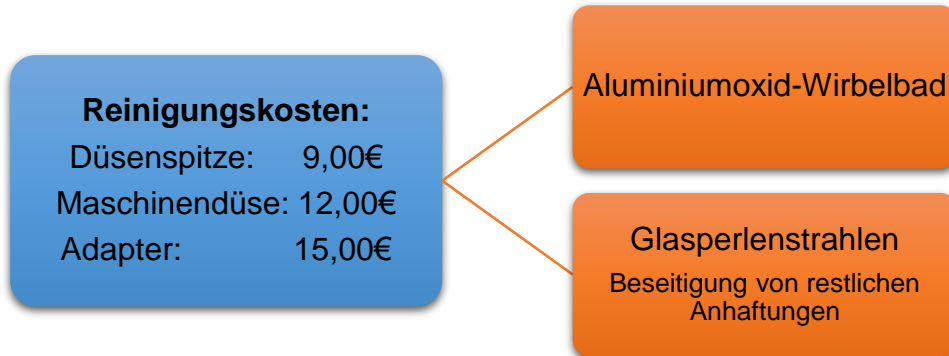 Reinigungskosten:
Düsenspitze: 9,00€
Maschinendüse: 12,00€
Adapter: 15,00€
Aluminiumoxid-Wirbelbad
Glasperlenstrahlen
Beseitigung von restlichen
Anhaftungen